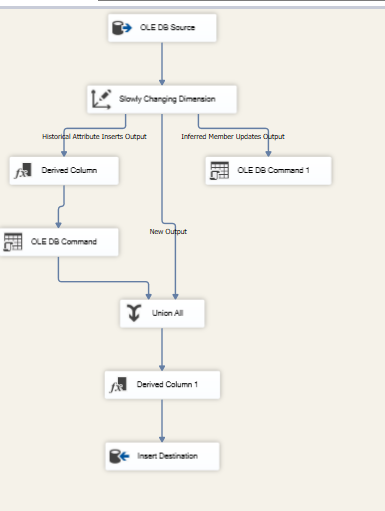 OLE DB Source
Slowly Changing Dimension
Historical Attribute Inserts Output
Inferred Member Updates Output
Derived Column
OLE DB Command 1
New Output
OLE DB Command
Union All
Derived Column 1
Insert Destination